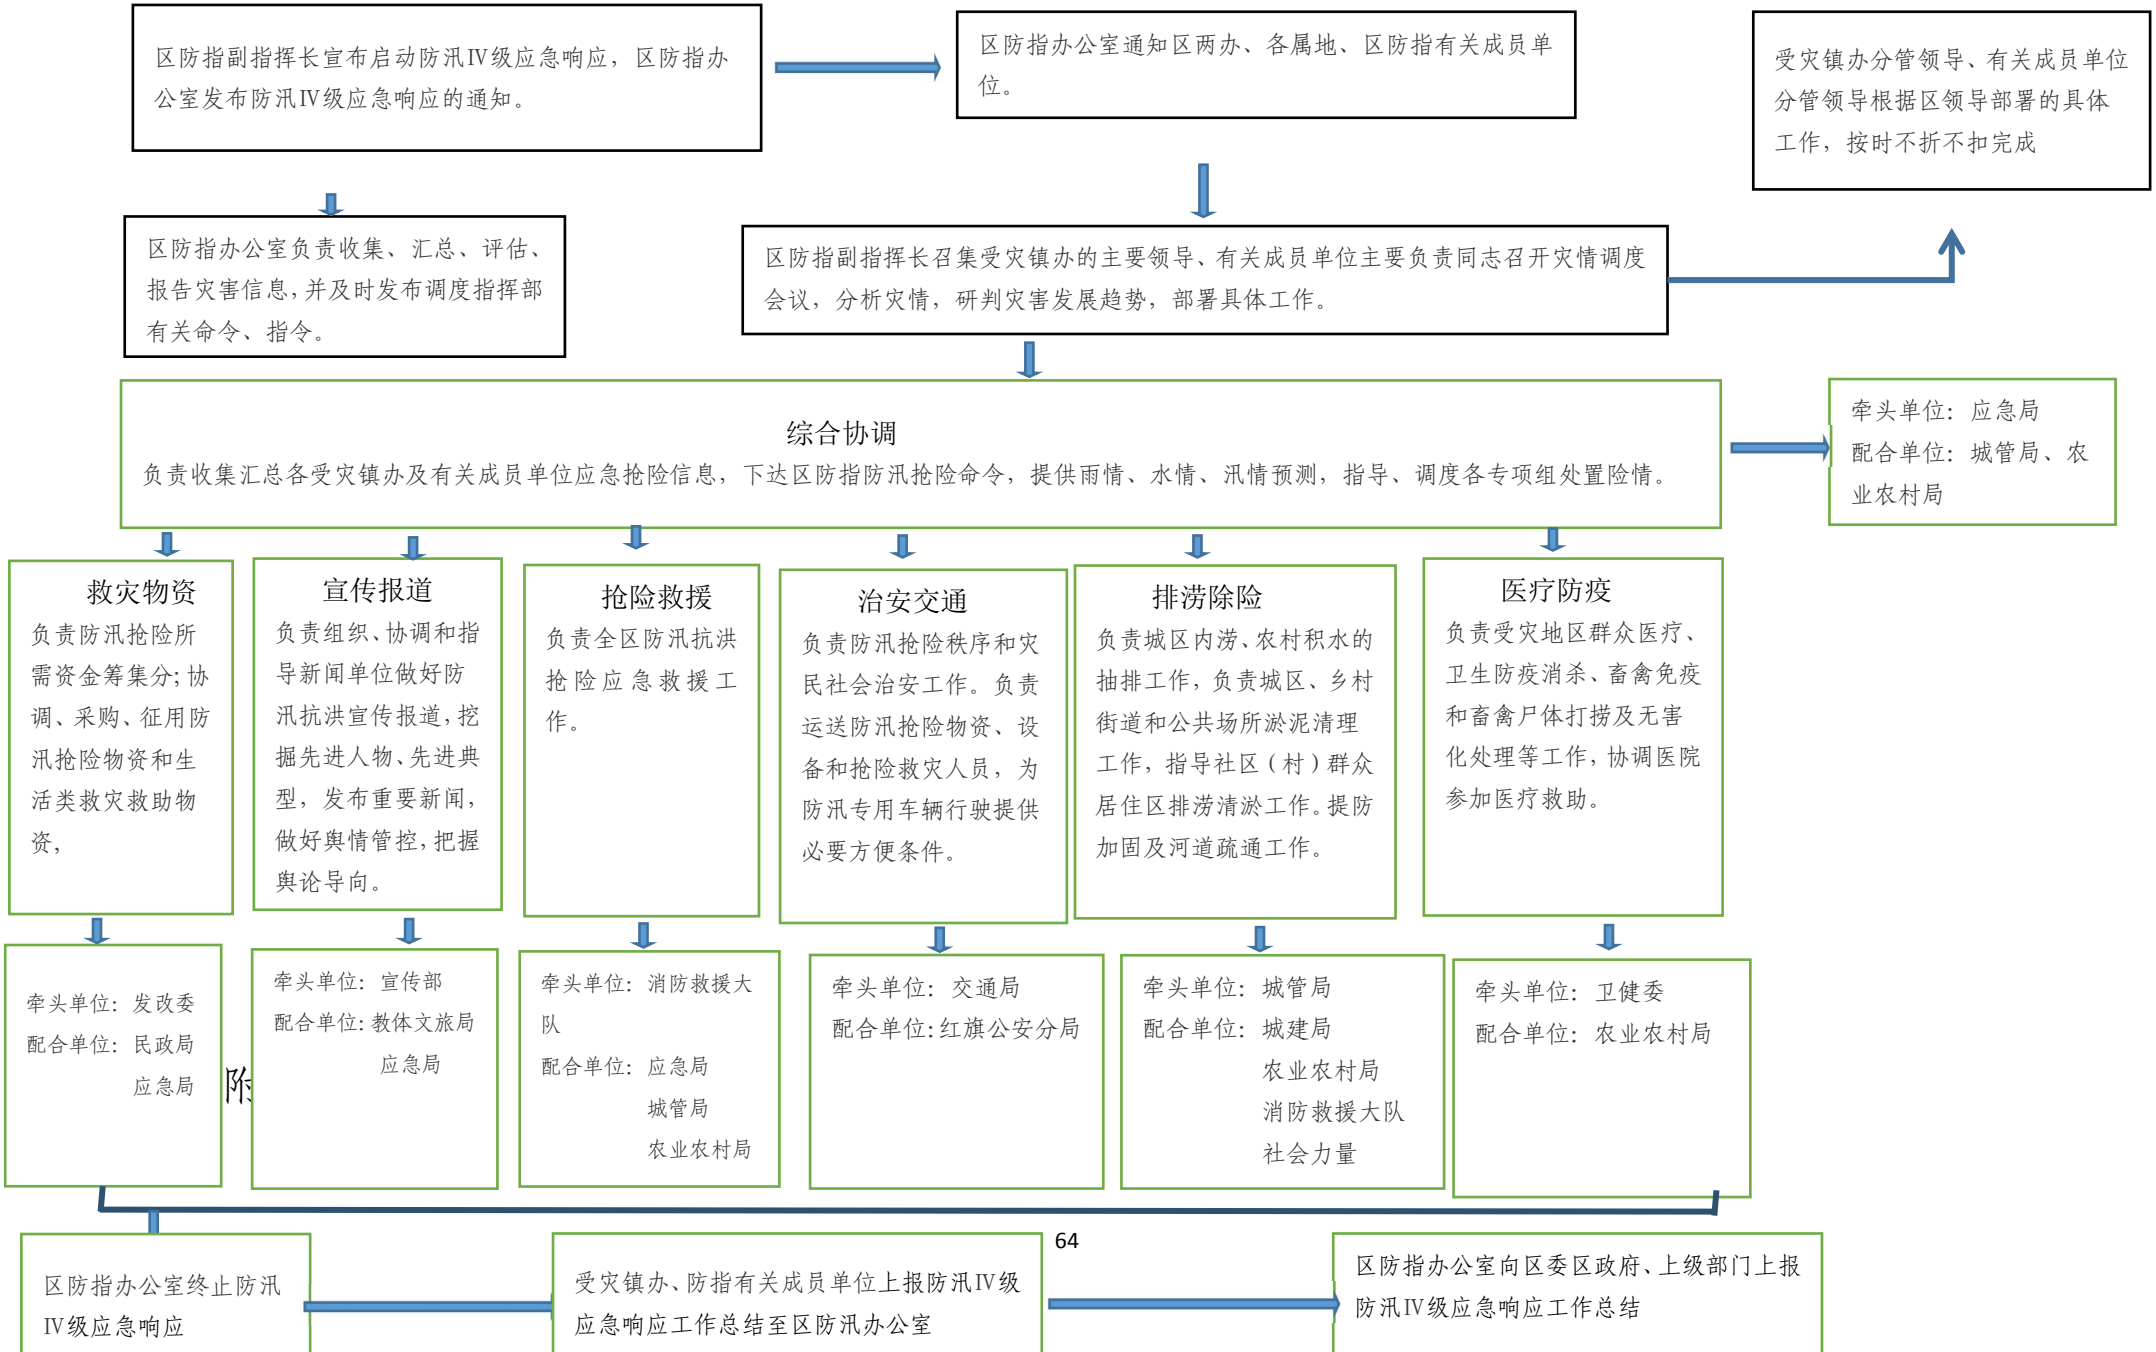 区防指副指挥长宣布启动防汛Ⅳ级应急响应，区防指办
公室发布防汛Ⅳ级应急响应的通知。
区防指办公室通知区两办、各属地、区防指有关成员单
位。
受灾镇办分管领导、有关成员单位
分管领导根据区领导部署的具体
工作，按时不折不扣完成
区防指办公室负责收集、汇总、评估、
报告灾害信息，并及时发布调度指挥部
有关命令、指令。
区防指副指挥长召集受灾镇办的主要领导、有关成员单位主要负责同志召开灾情调度
会议，分析灾情，研判灾害发展趋势，部署具体工作。
综合协调
负责收集汇总各受灾镇办及有关成员单位应急抢险信息，下达区防指防汛抢险命令，提供雨情、水情、汛情预测，指导、调度各专项组处置险情。
牵头单位：应急局
配合单位：城管局、农
业农村局
救灾物资
负责防汛抢险所
需资金筹集分；协
调、采购、征用防
汛抢险物资和生
活类救灾救助物
资，
宣传报道
负责组织、协调和指
导新闻单位做好防
汛抗洪宣传报道，挖
掘先进人物、先进典
型，发布重要新闻，
做好舆情管控，把握
舆论导向。
抢险救援
负责全区防汛抗洪
抢险应急救援工
作。
治安交通
负责防汛抢险秩序和灾
民社会治安工作。负责
运送防汛抢险物资、设
备和抢险救灾人员，为
防汛专用车辆行驶提供
必要方便条件。
排涝除险
负责城区内涝、农村积水的
抽排工作，负责城区、乡村
街道和公共场所淤泥清理
工作，指导社区（村）群众
居住区排涝清淤工作。提防
加固及河道疏通工作。
医疗防疫
负责受灾地区群众医疗、
卫生防疫消杀、畜禽免疫
和畜禽尸体打捞及无害
化处理等工作，协调医院
参加医疗救助。
牵头单位：发改委
配合单位：民政局
应急局
附
牵头单位：宣传部
配合单位：教体文旅局
应急局
牵头单位：消防救援大
队
配合单位：应急局
城管局
农业农村局
牵头单位：交通局
配合单位：红旗公安分局
牵头单位：城管局
配合单位：城建局
农业农村局
消防救援大队
社会力量
牵头单位：卫健委
配合单位：农业农村局
64
区防指办公室终止防汛
Ⅳ级应急响应
受灾镇办、防指有关成员单位上报防汛Ⅳ级
应急响应工作总结至区防汛办公室
区防指办公室向区委区政府、上级部门上报
防汛Ⅳ级应急响应工作总结